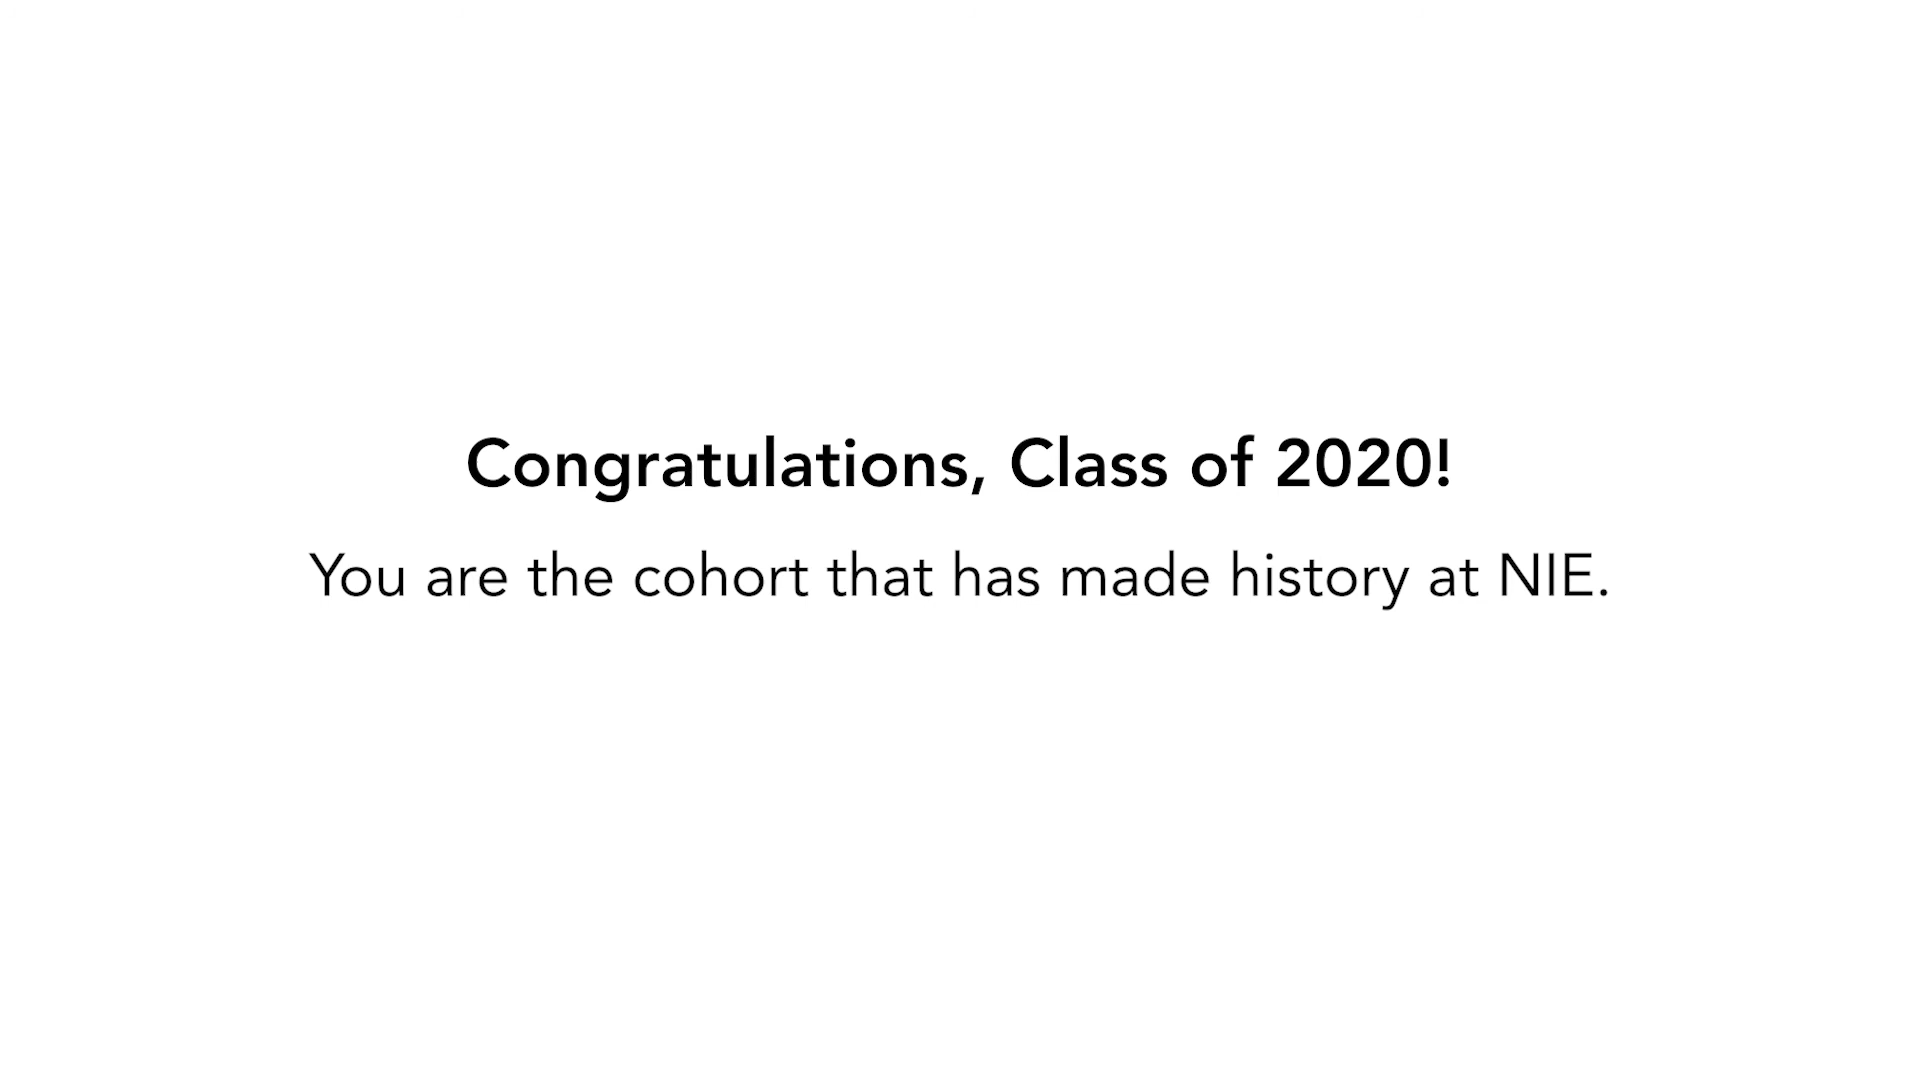 Congratulations, Class of 2020!
You are the cohort that has made history at NIE.